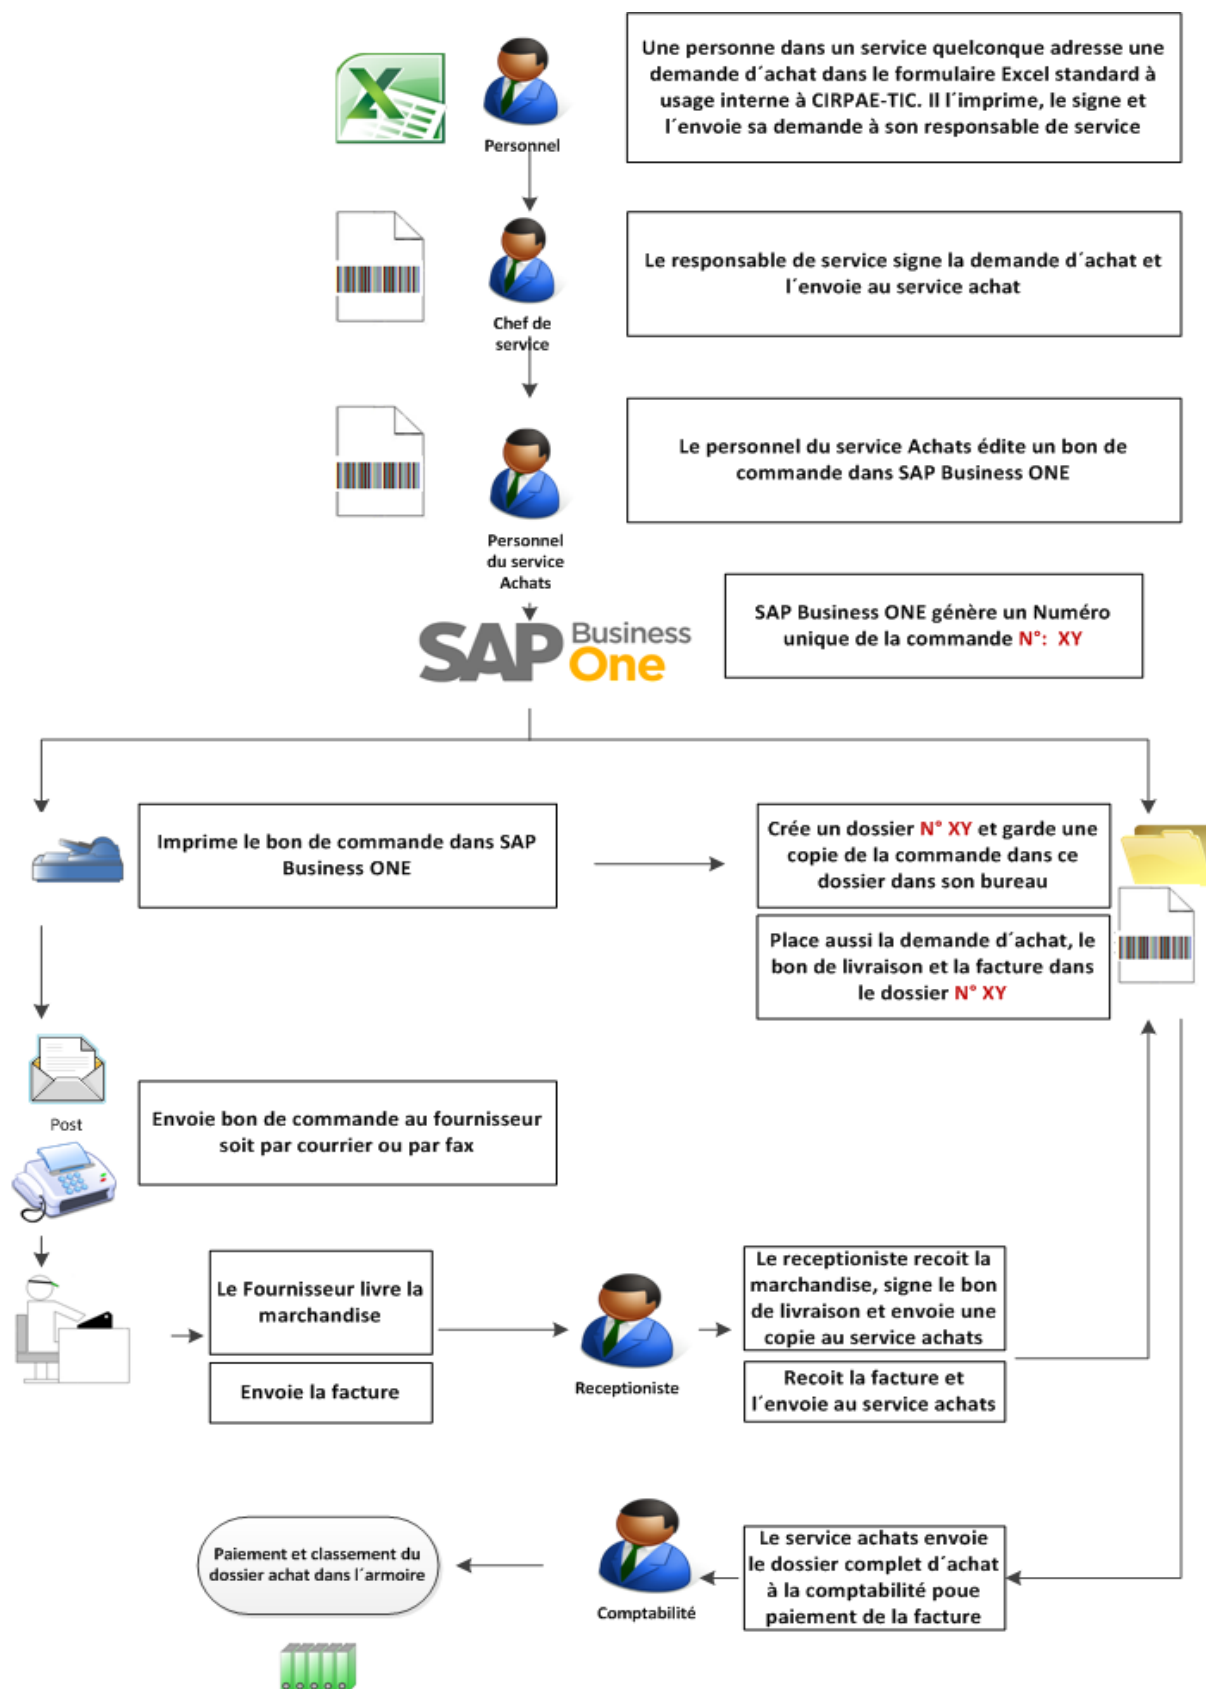 Une personne dans un service quelconque adresse une
demande d´achat dans le formulaire Excel standard à
usage interne à CIRPAE-TIC. Il l´imprime, le signe et
l´envoie sa demande à son responsable de service
Personnel
Le responsable de service signe la demande d´achat et
l´envoie au service achat
Chef de
service
Le personnel du service Achats édite un bon de
commande dans SAP Business ONE
Personnel
du service
Achats
SAP Business One
SAP Business ONE génère un Numéro
unique de la commande N°: XY
Imprime le bon de commande dans SAP
Business ONE
Crée un dossier N° XY et garde une
copie de la commande dans ce
dossier dans son bureau
Place aussi la demande d´achat, le
bon de livraison et la facture dans
le dossier N° XY
Post
Envoie bon de commande au fournisseur
soit par courrier ou par fax
Le Fournisseur livre la
marchandise
Envoie la facture
Receptioniste
Le receptioniste recoit la
marchandise, signe le bon
de livraison et envoie une
copie au service achats
Recoit la facture et
l´envoie au service achats
Le service achats envoie
le dossier complet d´achat
à la comptabilité poue
paiement de la facture
Comptabilité
Paiement et classement du
dossier achat dans l´armoire